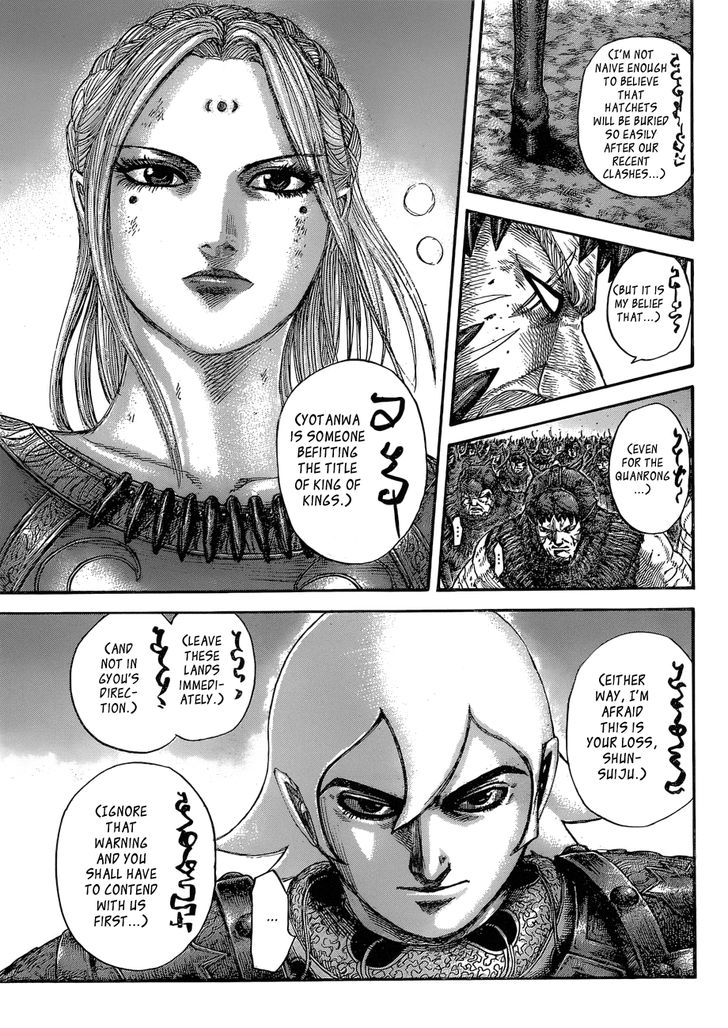 (I'M NOT
NAIVE ENOUGH
TO BELIEVE
THAT
HATCHETS
WILL BE BURIED
SO EASILY
AFTER OUR
RECENT
CLASHES...)
(BUT IT IS
MY BELIEF
THAT...)
(EVEN
FOR THE
QUANRONG
...)
(YOTANWA
IS SOMEONE
BEFITTING
THE TITLE
OF KING OF
KINGS.)
(EITHER
WAY, I'M
AFRAID
THIS IS
YOUR LOSS,
SHUN-
SUIJU.)
(LEAVE
THESE
LANDS
IMMEDI-
ATELY.)
(AND
NOT IN
GYOU'S
DIREC-
TION.)
(IGNORE
THAT
WARNING
AND YOU
SHALL HAVE
TO CONTEND
WITH US
FIRST...)
...